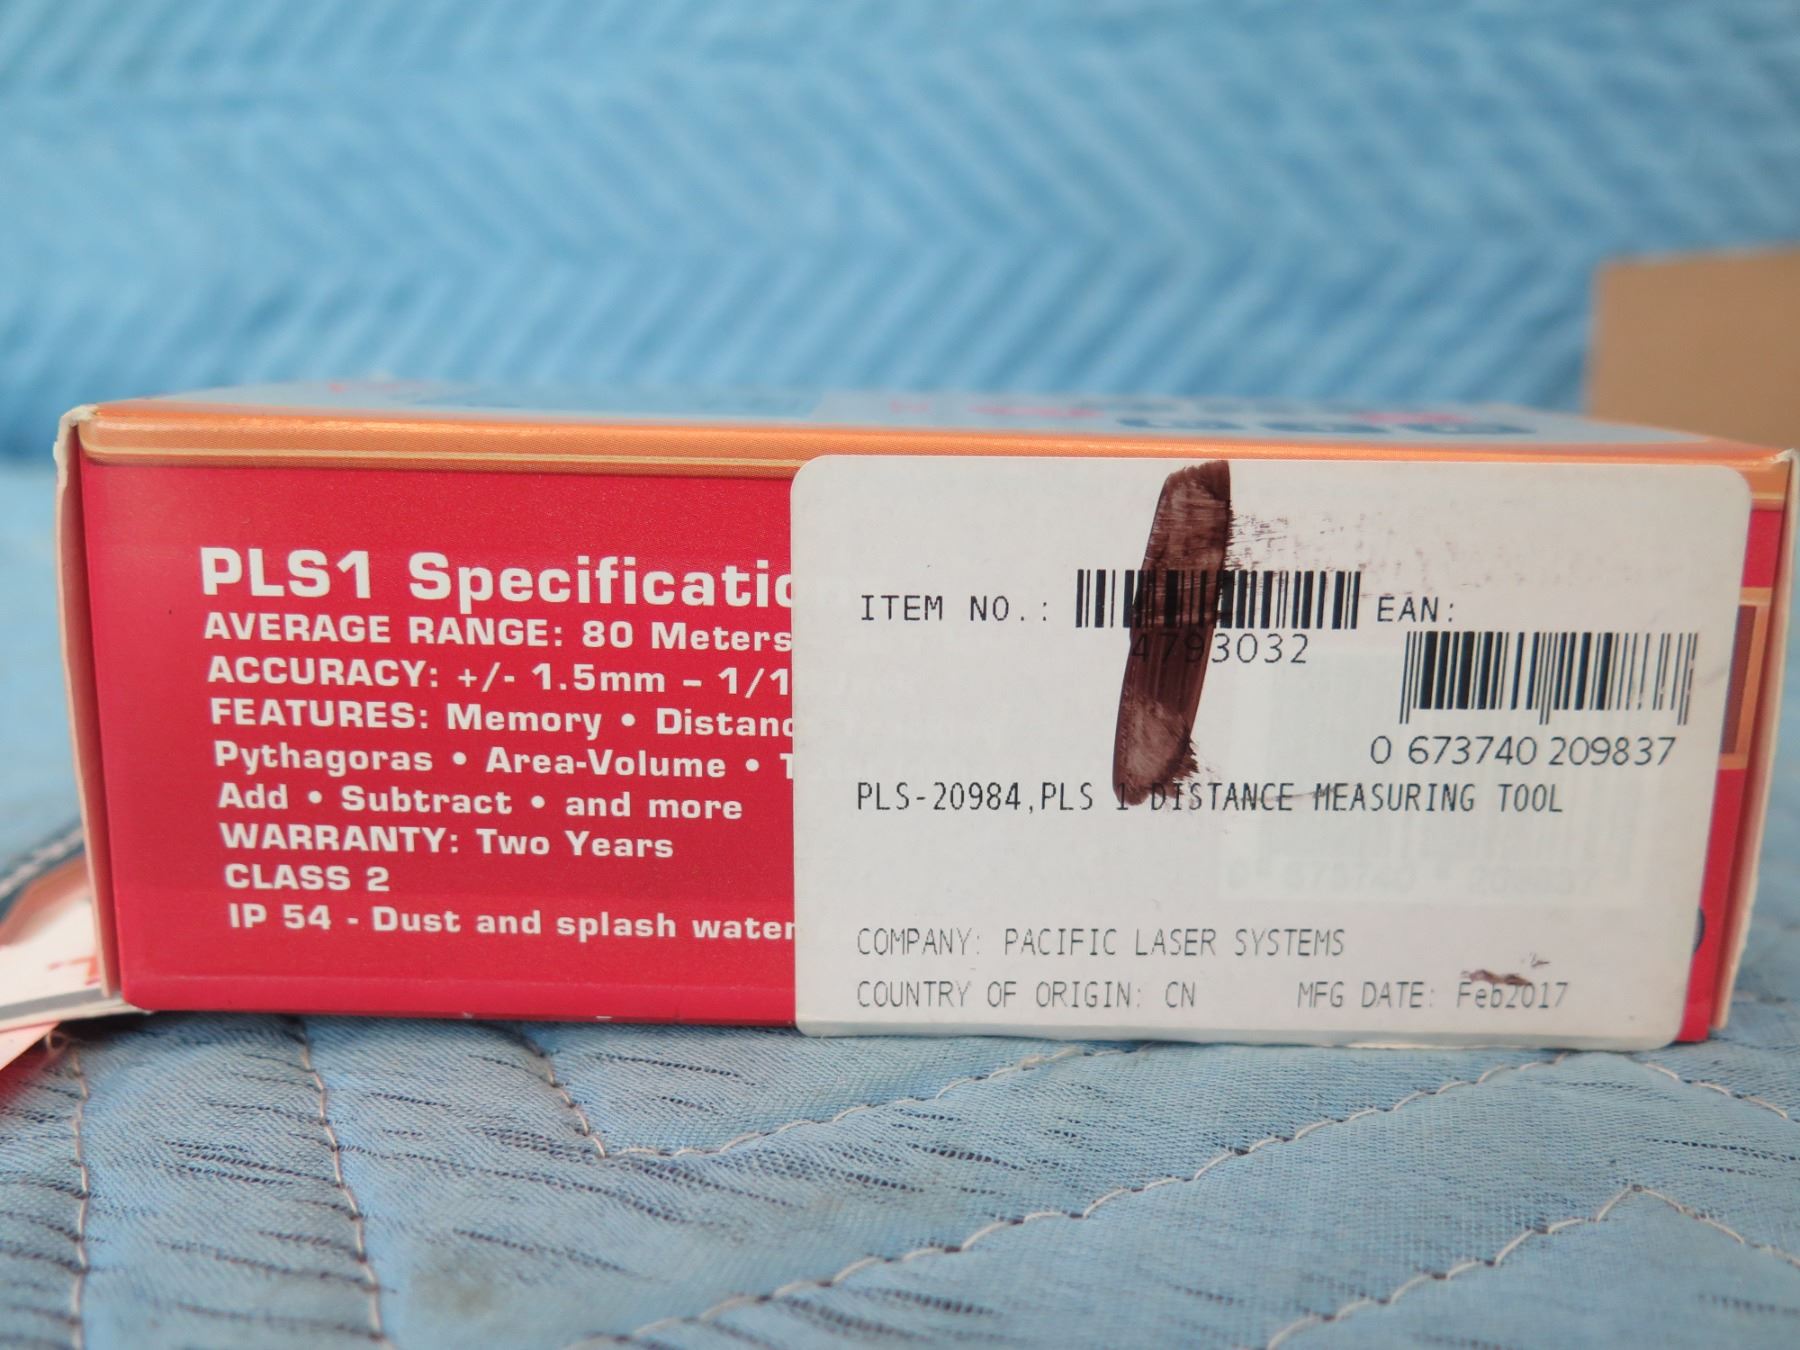 PLS1 Specificatio
AVERAGE RANGE: 80 Meters
ACCURACY: +/- 1.5mm – 1/1
FEATURES: Memory • Distanc
Pythagoras • Area-Volume • T
Add • Subtract • and more
WARRANTY: Two Years
CLASS 2
IP 54 - Dust and splash water
ITEM NO.:
4793032
EAN:
0 673740 209837
PLS-20984,PLS 1 DISTANCE MEASURING TOOL
COMPANY: PACIFIC LASER SYSTEMS
COUNTRY OF ORIGIN: CN MFG DATE: Feb2017